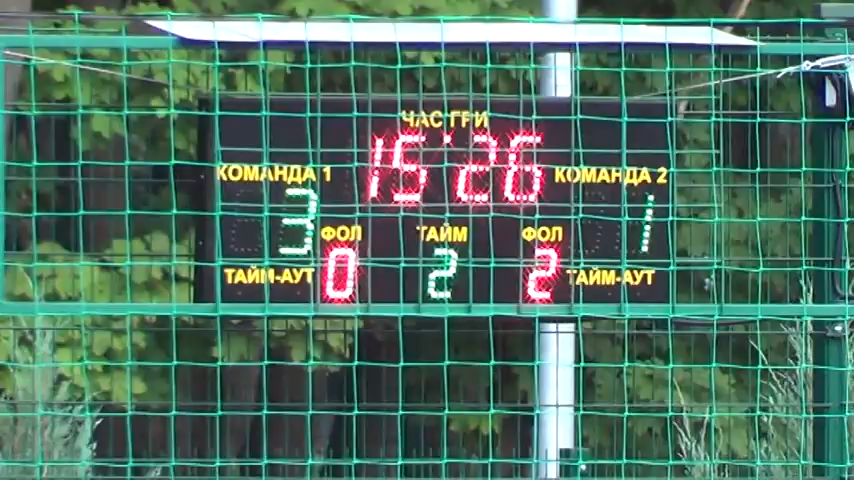 ЧАС ГРИ
15:26
КОМАНДА 1 КОМАНДА 2
3 1
ФОЛ ТАЙМ ФОЛ
0 2 2
ТАЙМ-АУТ ТАЙМ-АУТ